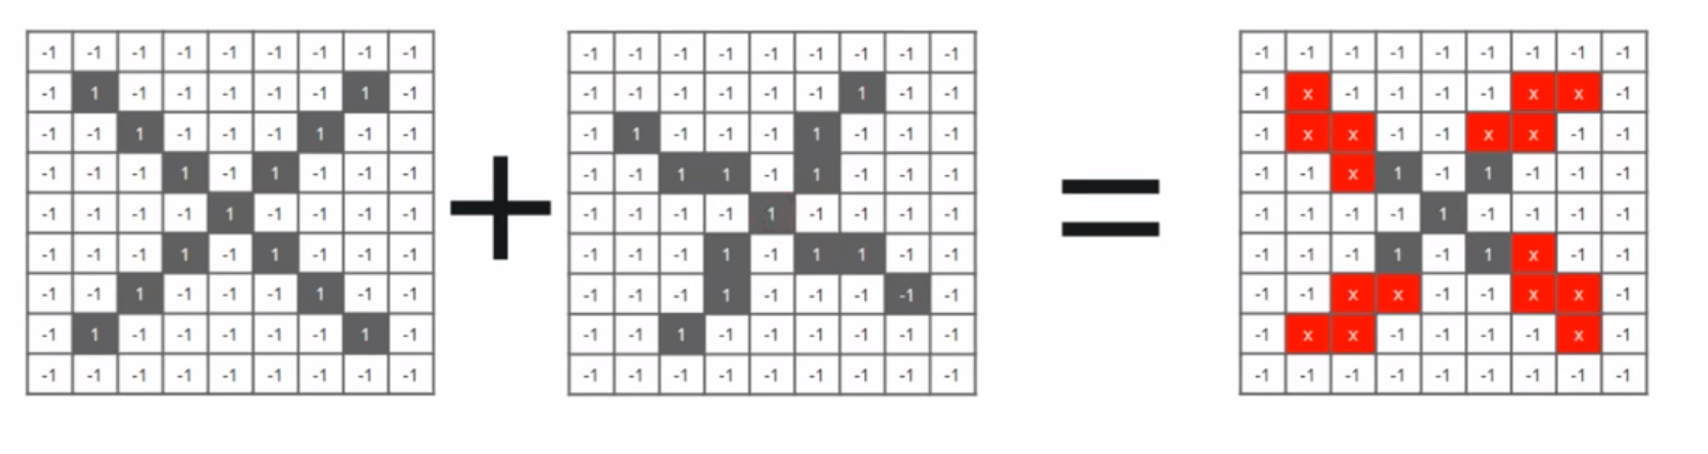 -1 -1 -1 -1 -1 -1 -1 -1 -1 -1 -1 -1 -1 -1 -1 -1 -1 -1 -1 -1 -1 -1 -1 -1 -1 -1 -1
-1 1 -1 -1 -1 -1 -1 1 -1 -1 -1 -1 -1 -1 -1 1 -1 -1 -1 x -1 -1 -1 -1 x x -1
-1 -1 1 -1 -1 -1 1 -1 -1 -1 1 -1 -1 -1 1 -1 -1 -1 -1 x x -1 -1 x x -1 -1
-1 -1 -1 1 -1 1 -1 -1 -1 -1 -1 1 1 -1 1 -1 -1 -1 -1 -1 x 1 -1 1 -1 -1 -1
-1 -1 -1 -1 1 -1 -1 -1 -1 + -1 -1 -1 -1 1 -1 -1 -1 -1 = -1 -1 -1 -1 1 -1 -1 -1 -1
-1 -1 -1 1 -1 1 -1 -1 -1 -1 -1 -1 1 -1 1 1 -1 -1 -1 -1 -1 1 -1 1 x -1 -1
-1 -1 1 -1 -1 -1 1 -1 -1 -1 -1 -1 1 -1 -1 -1 -1 -1 -1 -1 x x -1 -1 x x -1
-1 1 -1 -1 -1 -1 -1 1 -1 -1 -1 1 -1 -1 -1 -1 -1 -1 -1 x x -1 -1 -1 -1 x -1
-1 -1 -1 -1 -1 -1 -1 -1 -1 -1 -1 -1 -1 -1 -1 -1 -1 -1 -1 -1 -1 -1 -1 -1 -1 -1 -1